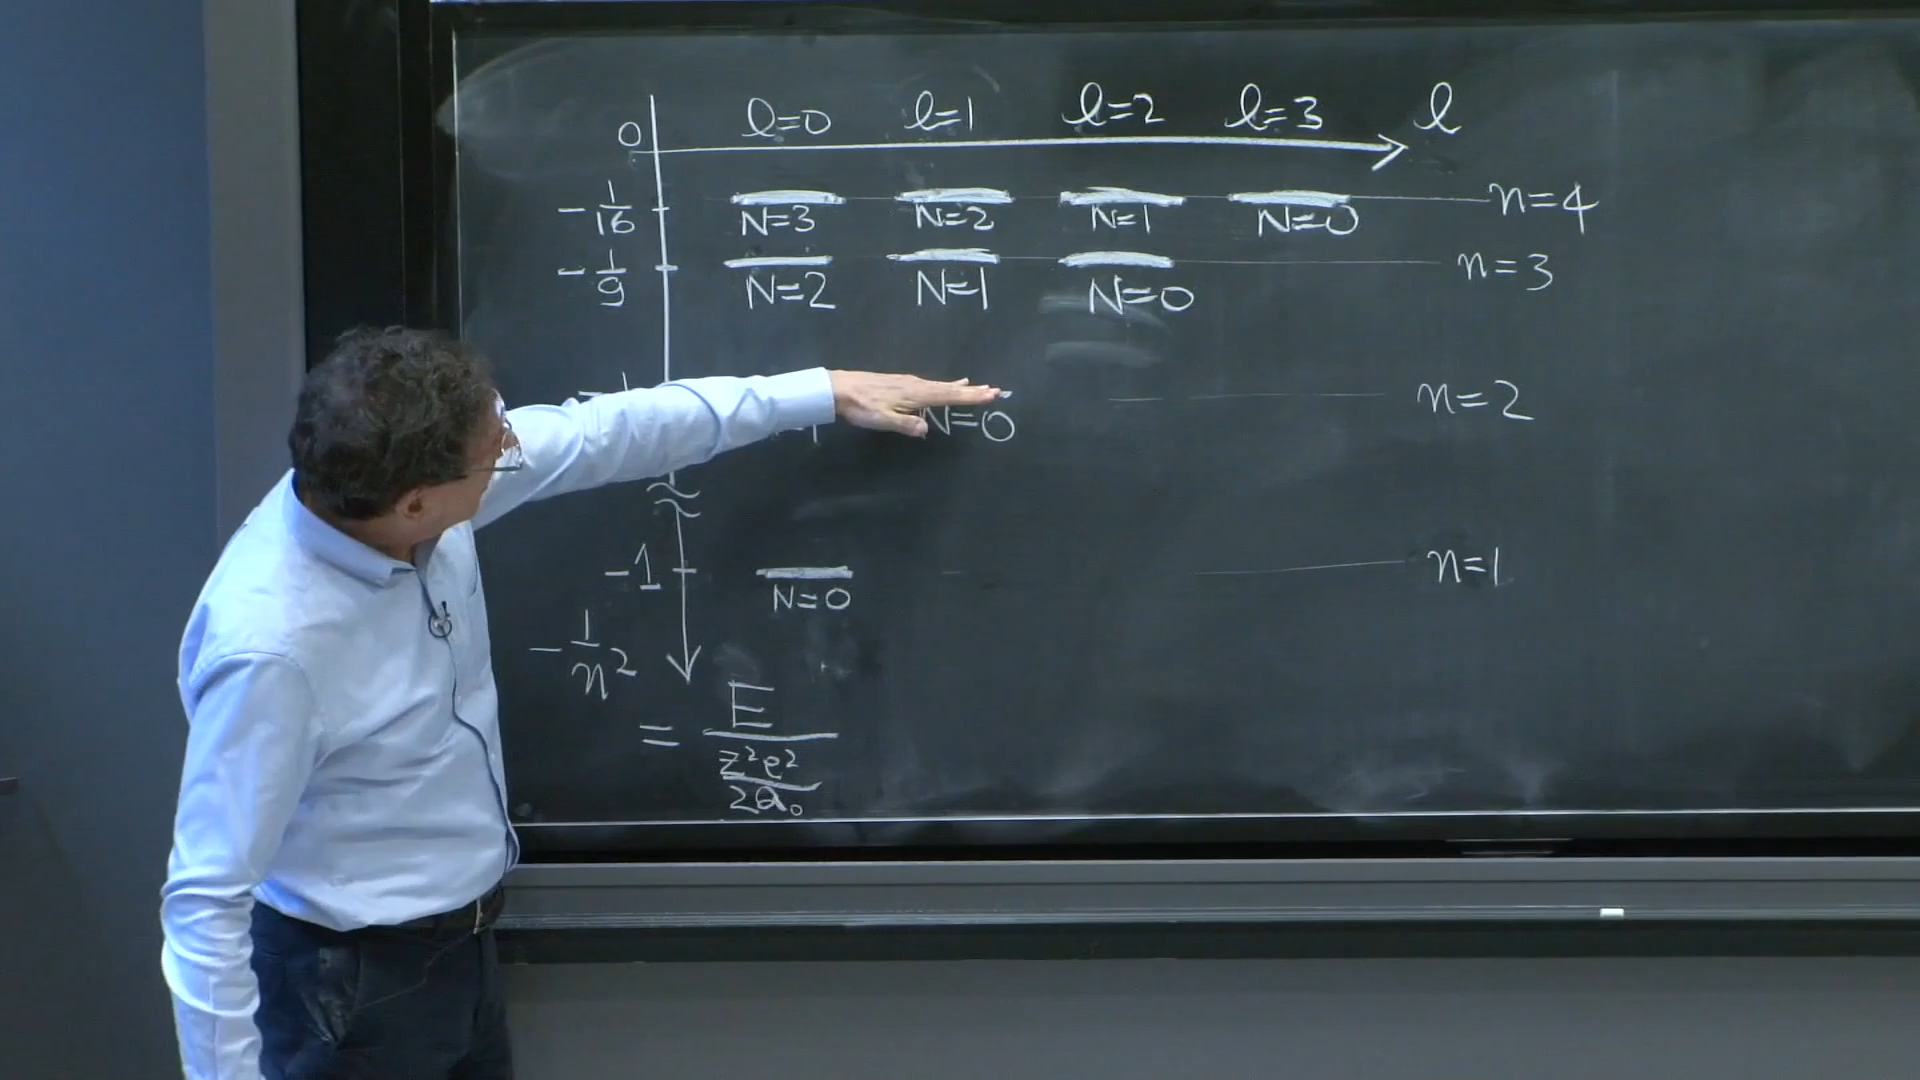 0 l=0 l=1 l=2 l=3 l
-1/16 n=4
N=3 N=2 N=1 N=0
-1/9 n=3
N=2 N=1 N=0
n=2
N=0
-1 n=1
N=0
-1/n²
= E/(z²e²/2a₀)